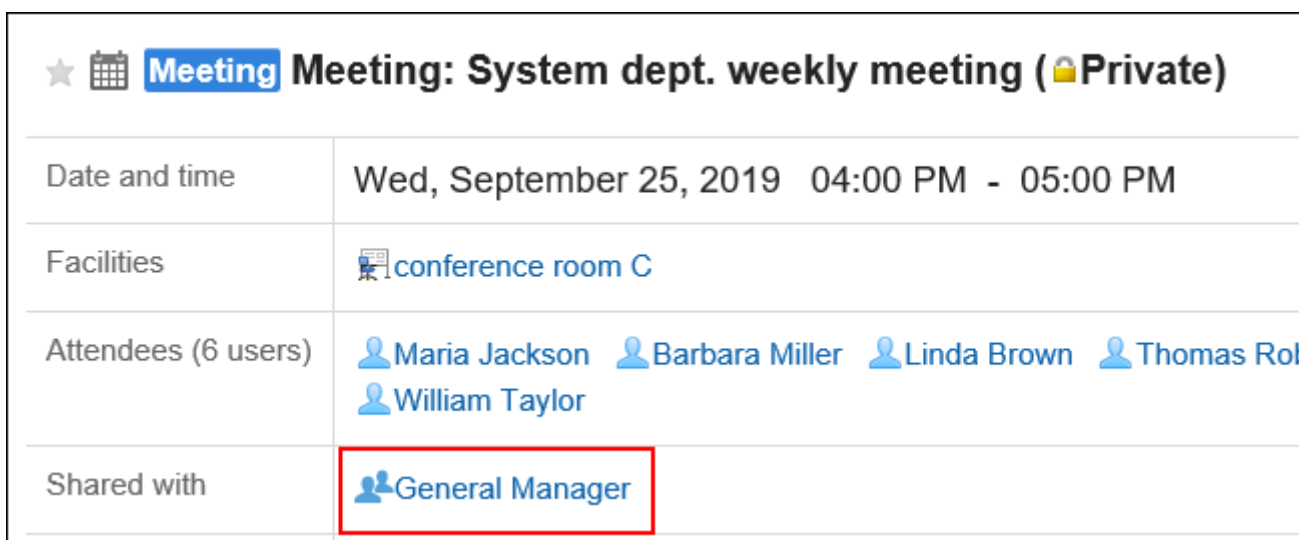 Meeting Meeting: System dept. weekly meeting (Private)
Date and time Wed, September 25, 2019 04:00 PM - 05:00 PM
Facilities conference room C
Attendees (6 users) Maria Jackson Barbara Miller Linda Brown Thomas
William Taylor
Shared with General Manager